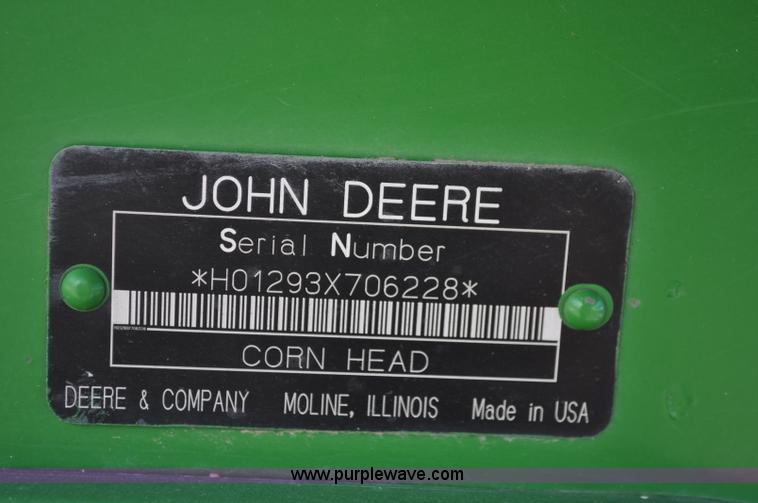 JOHN DEERE
Serial Number
*H01293X706228*
CORN HEAD
DEERE & COMPANY MOLINE, ILLINOIS Made in USA
www.purplewave.com